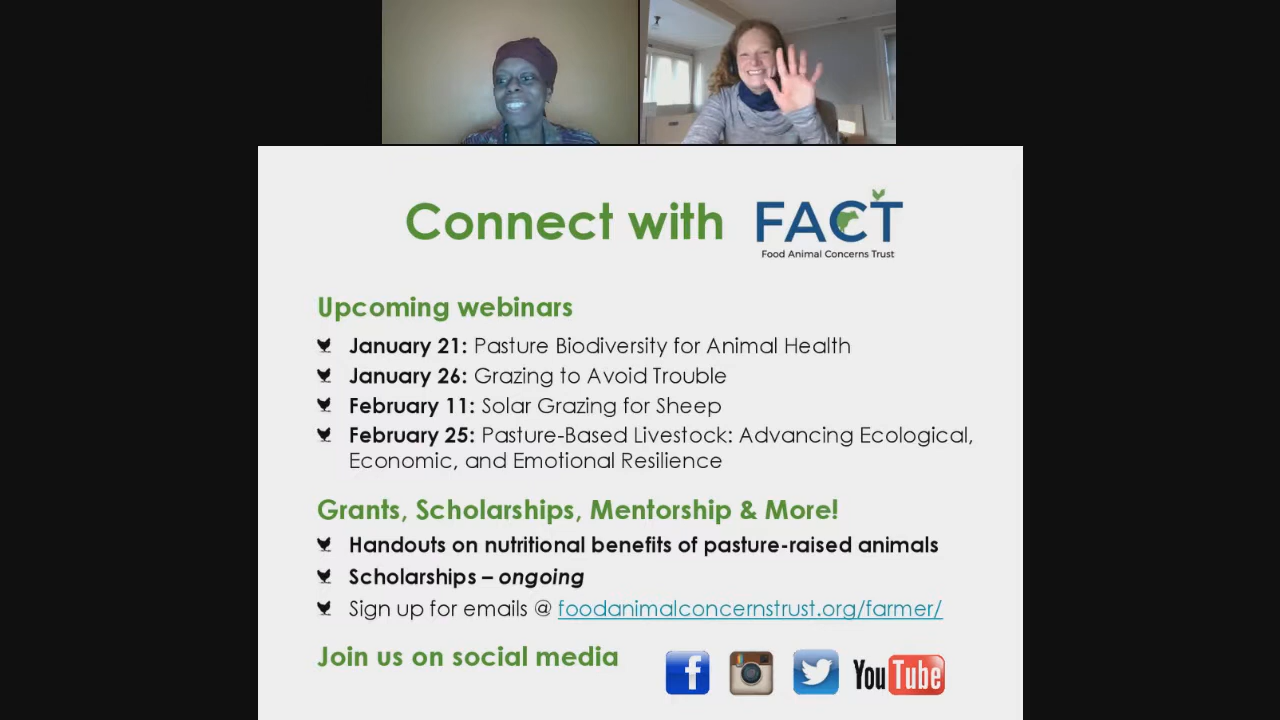 Connect with FACT
Food Animal Concerns Trust
Upcoming webinars
January 21: Pasture Biodiversity for Animal Health
January 26: Grazing to Avoid Trouble
February 11: Solar Grazing for Sheep
February 25: Pasture-Based Livestock: Advancing Ecological,
Economic, and Emotional Resilience
Grants, Scholarships, Mentorship & More!
Handouts on nutritional benefits of pasture-raised animals
Scholarships – ongoing
Sign up for emails @ foodanimalconcernstrust.org/farmer/
Join us on social media
YouTube